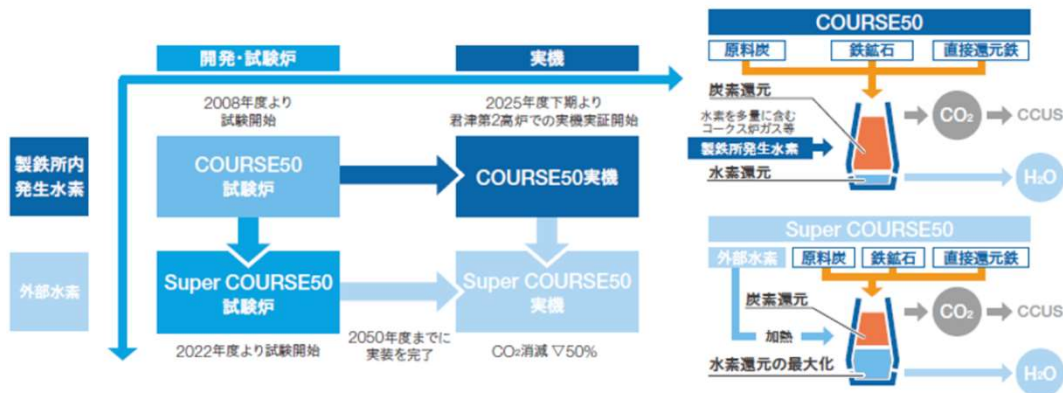 開発・試験炉
実機
2008年度より
試験開始
2025年度下期より
君津第2高炉での実機実証開始
製鉄所内
発生水素
COURSE50
試験炉
COURSE50実機
外部水素
Super COURSE50
試験炉
Super COURSE50
実機
2022年度より試験開始
2050年度までに
実装を完了
CO₂消減 ▽50%
COURSE50
原料炭
鉄鉱石
直接還元鉄
炭素還元
水素を多量に含む
コークス炉ガス等
製鉄所発生水素
水素還元
CO₂
CCUS
H₂O
Super COURSE50
外部水素
原料炭
鉄鉱石
直接還元鉄
炭素還元
加熱
水素還元の最大化
CO₂
CCUS
H₂O